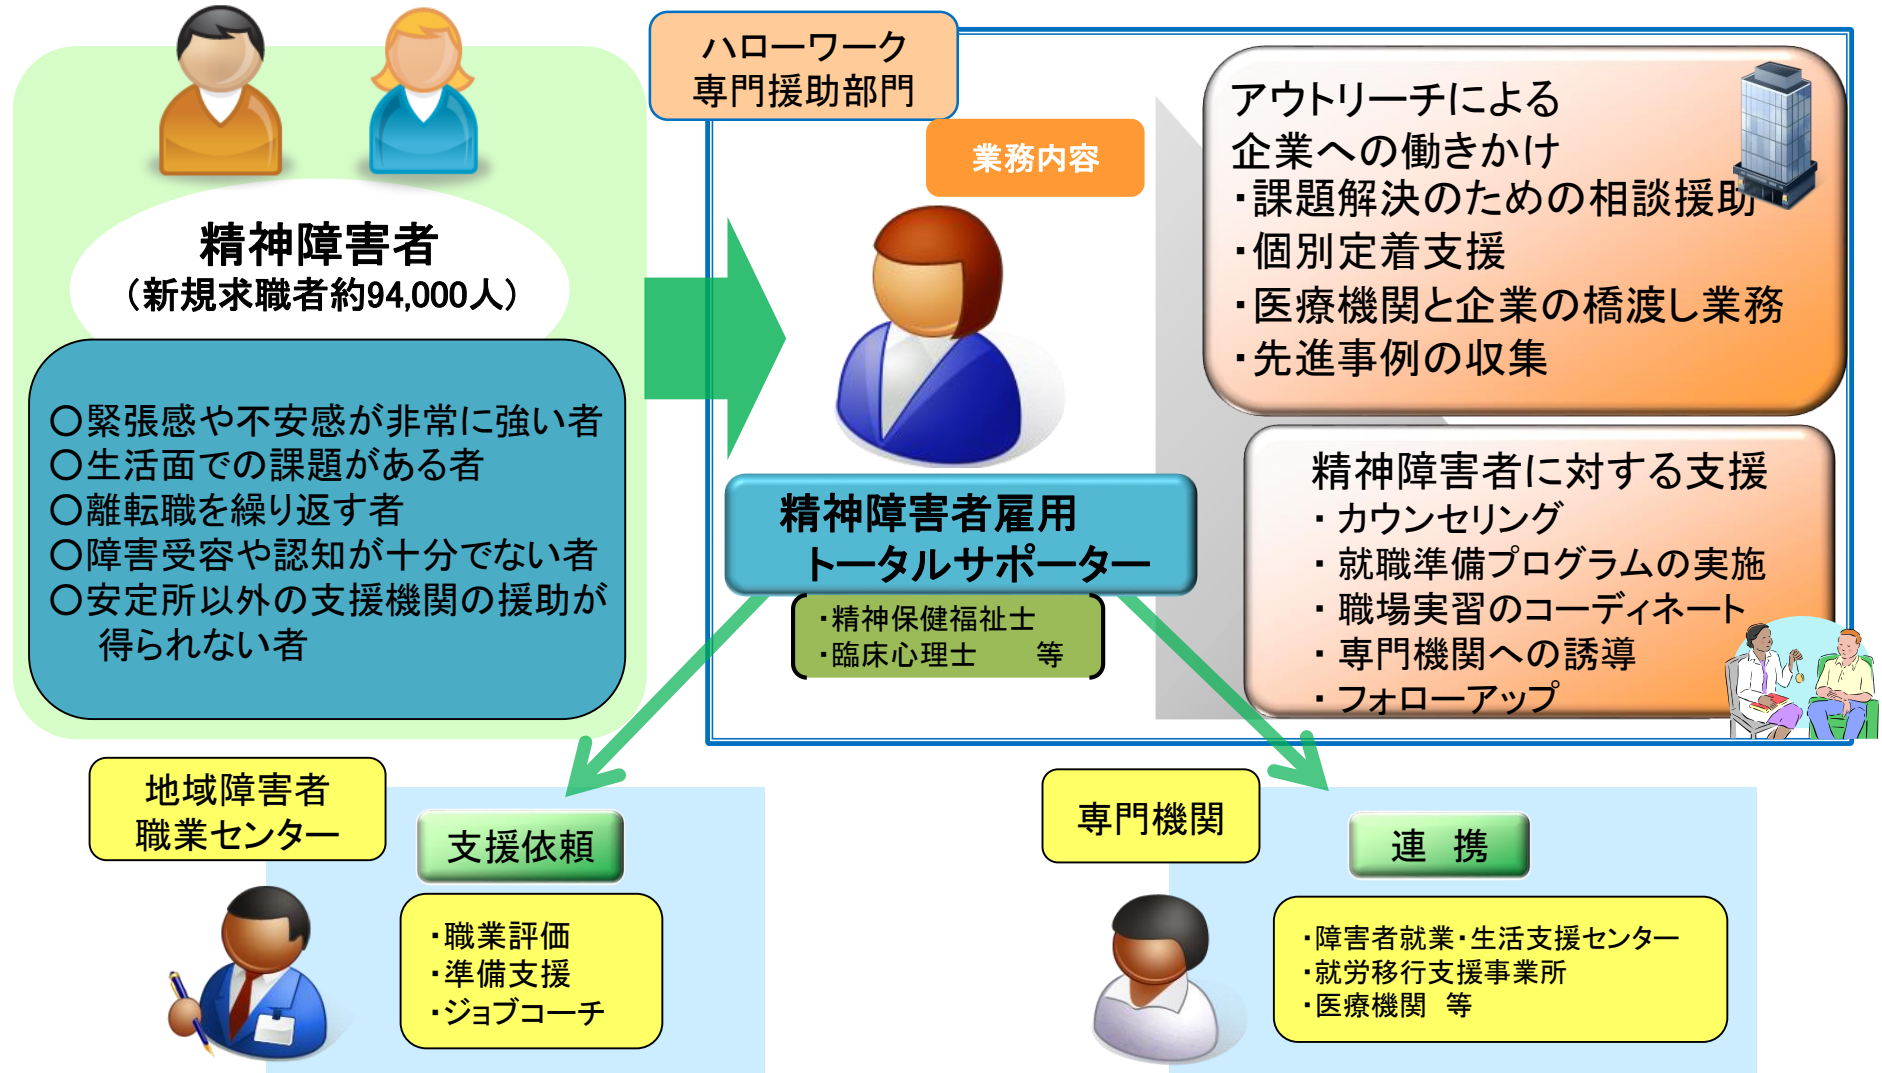 精神障害者
（新規求職者約94,000人）
○緊張感や不安感が非常に強い者
○生活面での課題がある者
○離転職を繰り返す者
○障害受容や認知が十分でない者
○安定所以外の支援機関の援助が
得られない者
ハローワーク
専門援助部門
業務内容
精神障害者雇用
トータルサポーター
・精神保健福祉士
・臨床心理士　　等
アウトリーチによる
企業への働きかけ
・課題解決のための相談援助
・個別定着支援
・医療機関と企業の橋渡し業務
・先進事例の収集
精神障害者に対する支援
・カウンセリング
・就職準備プログラムの実施
・職場実習のコーディネート
・専門機関への誘導
・フォローアップ
地域障害者
職業センター
支援依頼
・職業評価
・準備支援
・ジョブコーチ
専門機関
連　携
・障害者就業・生活支援センター
・就労移行支援事業所
・医療機関　等